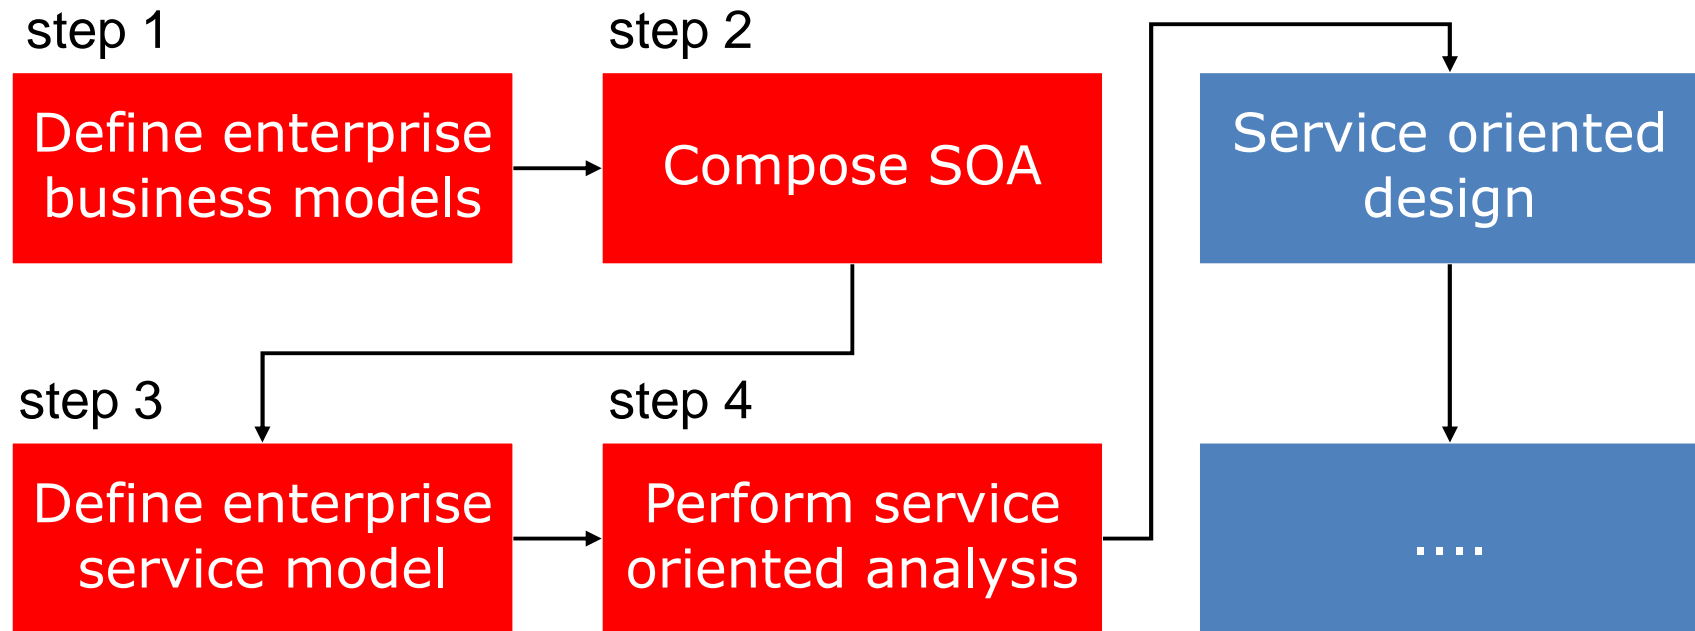 step 1
Define enterprise
business models
step 2
Compose SOA
step 3
Define enterprise
service model
step 4
Perform service
oriented analysis
Service oriented
design
....